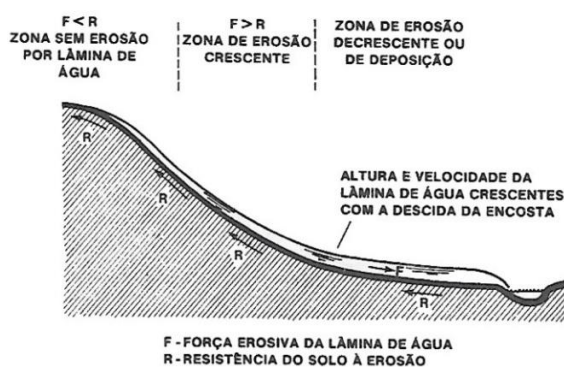 F < R
ZONA SEM EROSÃO
POR LÂMINA DE
ÁGUA
F > R
ZONA DE EROSÃO
CRESCENTE
ZONA DE EROSÃO
DECRESCENTE OU
DE DEPOSIÇÃO
R
R
R
ALTURA E VELOCIDADE DA
LÂMINA DE ÁGUA CRESCENTES
COM A DESCIDA DA ENCOSTA
F
R
F - FORÇA EROSIVA DA LÂMINA DE ÁGUA
R - RESISTÊNCIA DO SOLO À EROSÃO